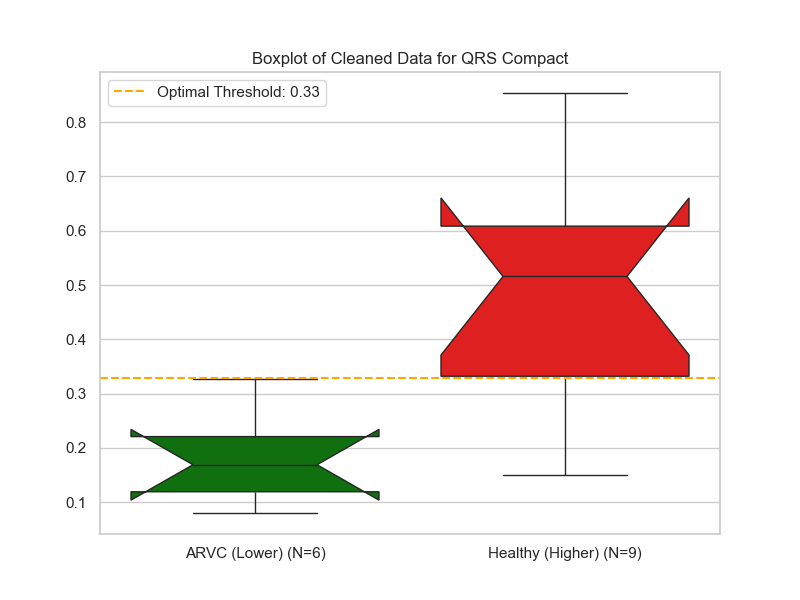 Boxplot of Cleaned Data for QRS Compact
Optimal Threshold: 0.33
0.8
0.7
0.6
0.5
0.4
0.3
0.2
0.1
ARVC (Lower) (N=6)
Healthy (Higher) (N=9)